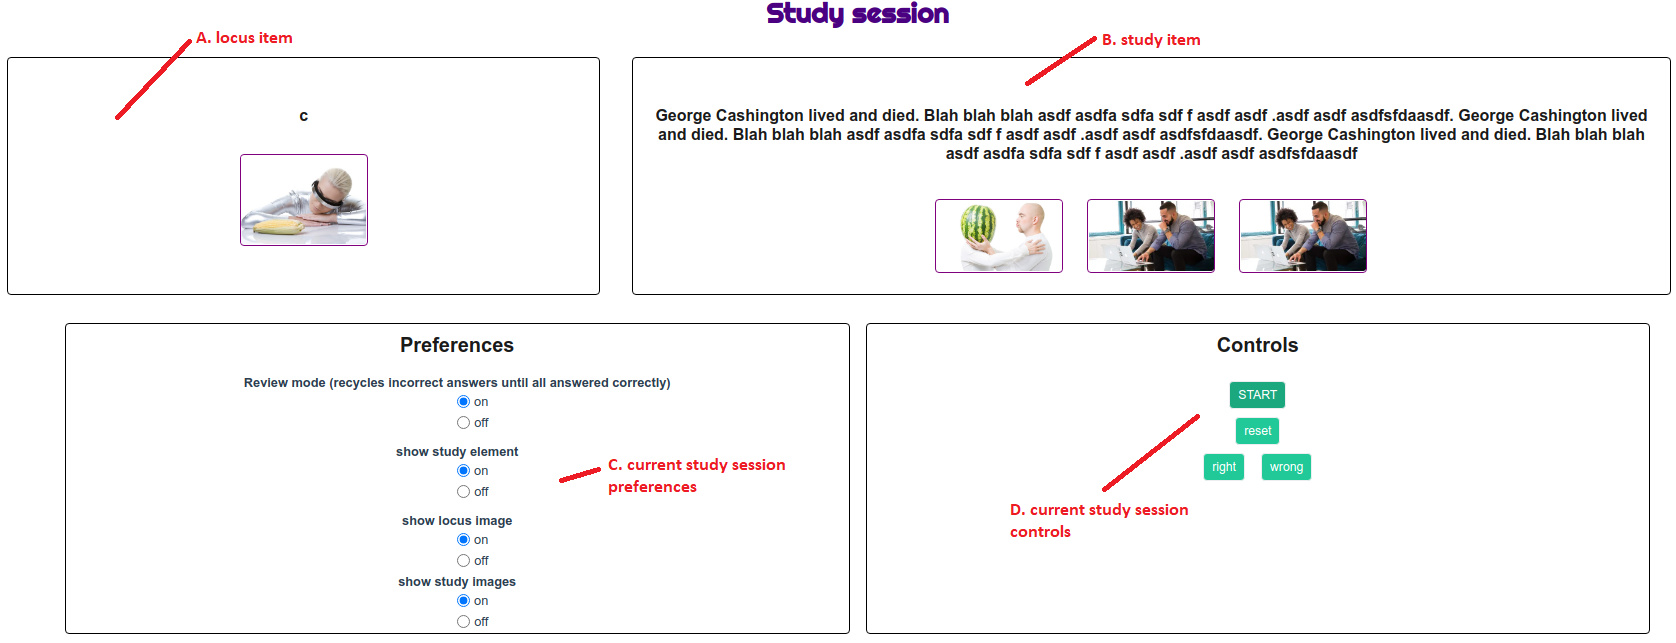 Study session
A. locus item
B. study item
c
George Cashington lived and died. Blah blah blah asdf asdfa sdfa sdf f asdf asdf .asdf asdf asdfsfdaasdf. George Cashington lived
and died. Blah blah blah asdf asdfa sdfa sdf f asdf asdf .asdf asdf asdfsfdaasdf. George Cashington lived and died. Blah blah blah
asdf asdfa sdfa sdf f asdf asdf .asdf asdf asdfsfdaasdf
Preferences
Review mode (recycles incorrect answers until all answered correctly)
on
off
show study element
on
off
show locus image
on
off
show study images
on
off
C. current study session
preferences
Controls
START
reset
right wrong
D. current study session
controls